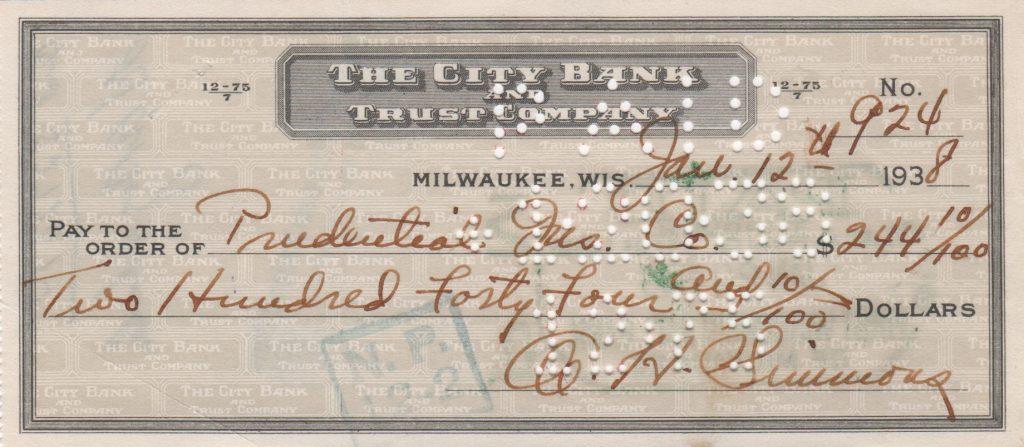 THE CITY BANK
AND
TRUST COMPANY
12-75
7
12-75
7
No. 924
MILWAUKEE, WIS. Jan. 12th 1938
PAY TO THE
ORDER OF Prudential Ins. Co. $244 10/100
Two Hundred Forty Four and 10/100 DOLLARS
N. P.
Simmons